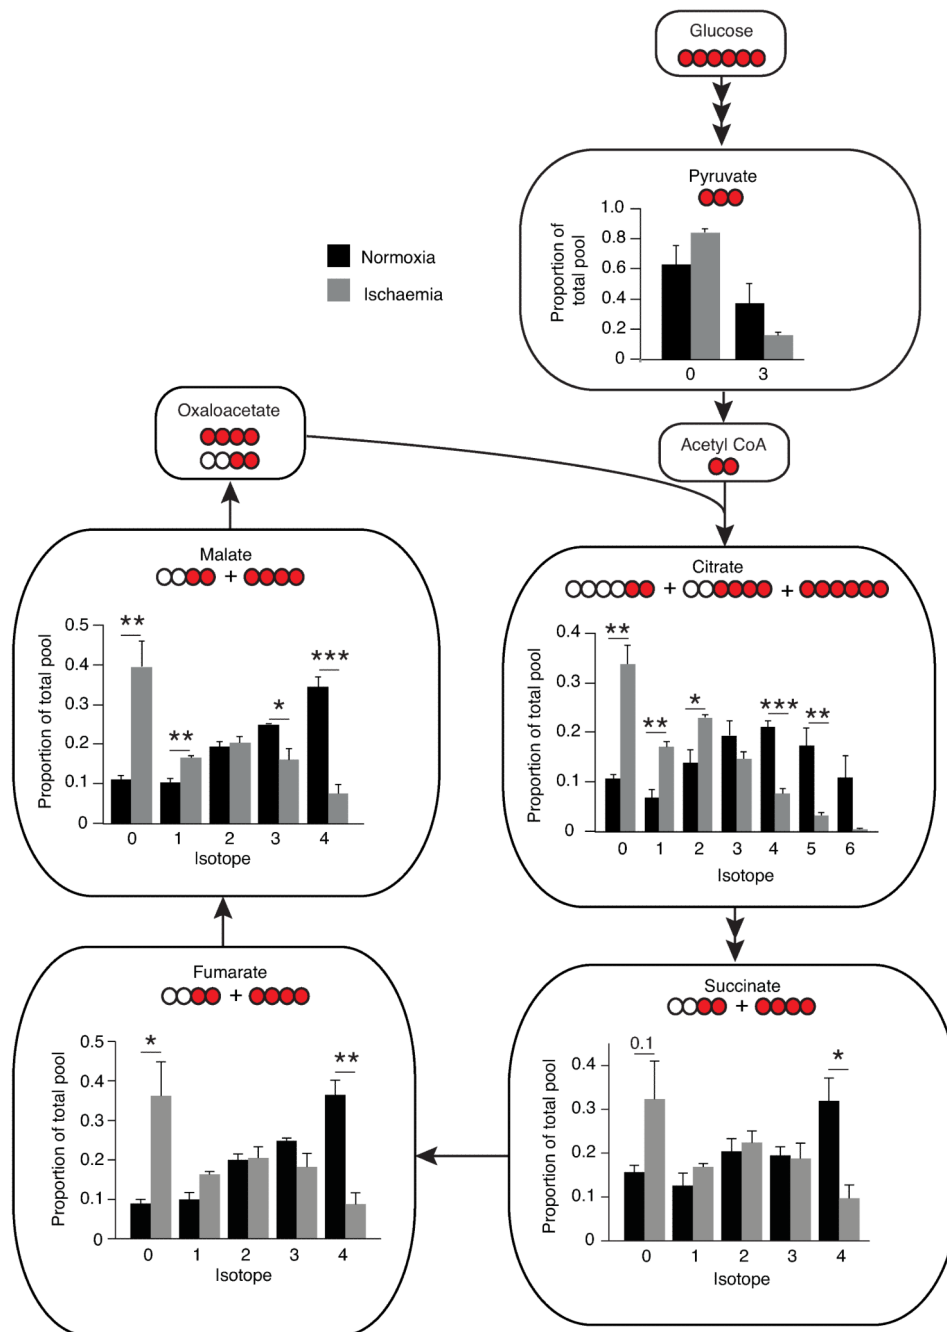 Glucose
Pyruvate
Proportion of
total pool
1.0
0.8
0.6
0.4
0.2
0
0 3
Normoxia
Ischaemia
Oxaloacetate
Acetyl CoA
Malate
+
Proportion of total pool
0.5
0.4
0.3
0.2
0.1
0
** ** * ***
0 1 2 3 4
Isotope
Citrate
+ +
Proportion of total pool
0.4
0.3
0.2
0.1
0
** ** * *** **
0 1 2 3 4 5 6
Isotope
Fumarate
+
Proportion of total pool
0.5
0.4
0.3
0.2
0.1
0
* **
0 1 2 3 4
Isotope
Succinate
+
Proportion of total pool
0.4
0.3
0.2
0.1
0
0.1 *
0 1 2 3 4
Isotope